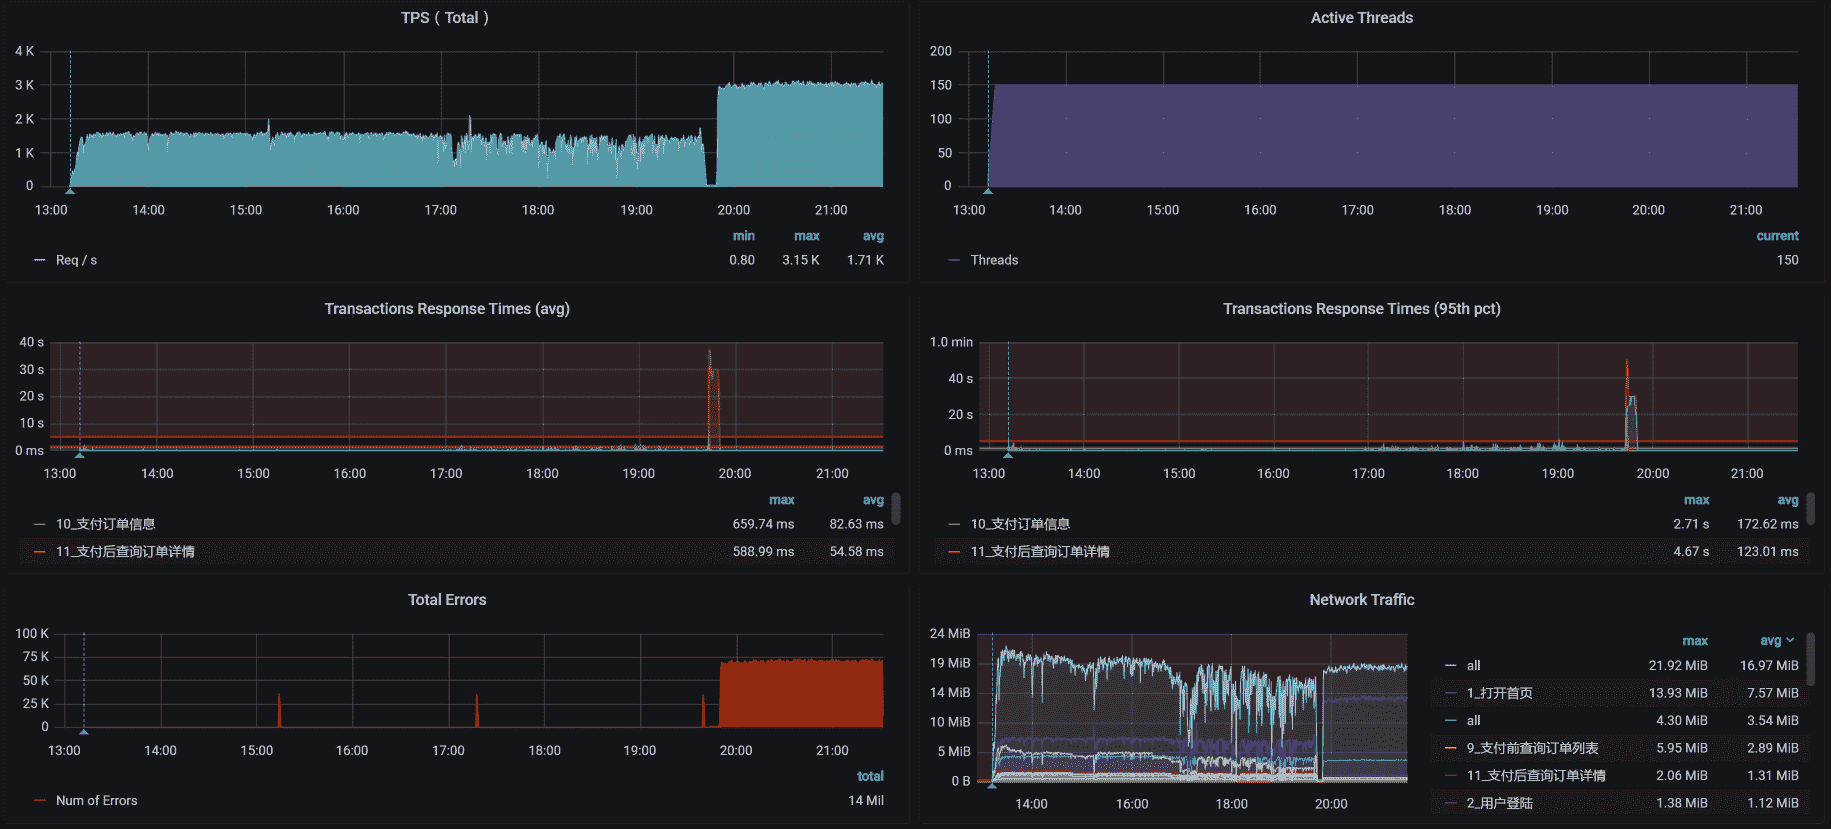 TPS ( Total )
4 K
3 K
2 K
1 K
0
13:00 14:00 15:00 16:00 17:00 18:00 19:00 20:00 21:00
min max avg
Req / s 0.80 3.15 K 1.71 K
Active Threads
200
150
100
50
0
13:00 14:00 15:00 16:00 17:00 18:00 19:00 20:00 21:00
current
Threads 150
Transactions Response Times (avg)
40 s
30 s
20 s
10 s
0 ms
13:00 14:00 15:00 16:00 17:00 18:00 19:00 20:00 21:00
max avg
10_支付订单信息 659.74 ms 82.63 ms
11_支付后查询订单详情 588.99 ms 54.58 ms
Transactions Response Times (95th pct)
1.0 min
40 s
20 s
0 ms
13:00 14:00 15:00 16:00 17:00 18:00 19:00 20:00 21:00
max avg
10_支付订单信息 2.71 s 172.62 ms
11_支付后查询订单详情 4.67 s 123.01 ms
Total Errors
100 K
75 K
50 K
25 K
0
13:00 14:00 15:00 16:00 17:00 18:00 19:00 20:00 21:00
total
Num of Errors 14 Mil
Network Traffic
24 MiB
19 MiB
14 MiB
10 MiB
5 MiB
0 B
14:00 16:00 18:00 20:00
max avg
all 21.92 MiB 16.97 MiB
1_打开首页 13.93 MiB 7.57 MiB
all 4.30 MiB 3.54 MiB
9_支付前查询订单列表 5.95 MiB 2.89 MiB
11_支付后查询订单详情 2.06 MiB 1.31 MiB
2_用户登陆 1.38 MiB 1.12 MiB